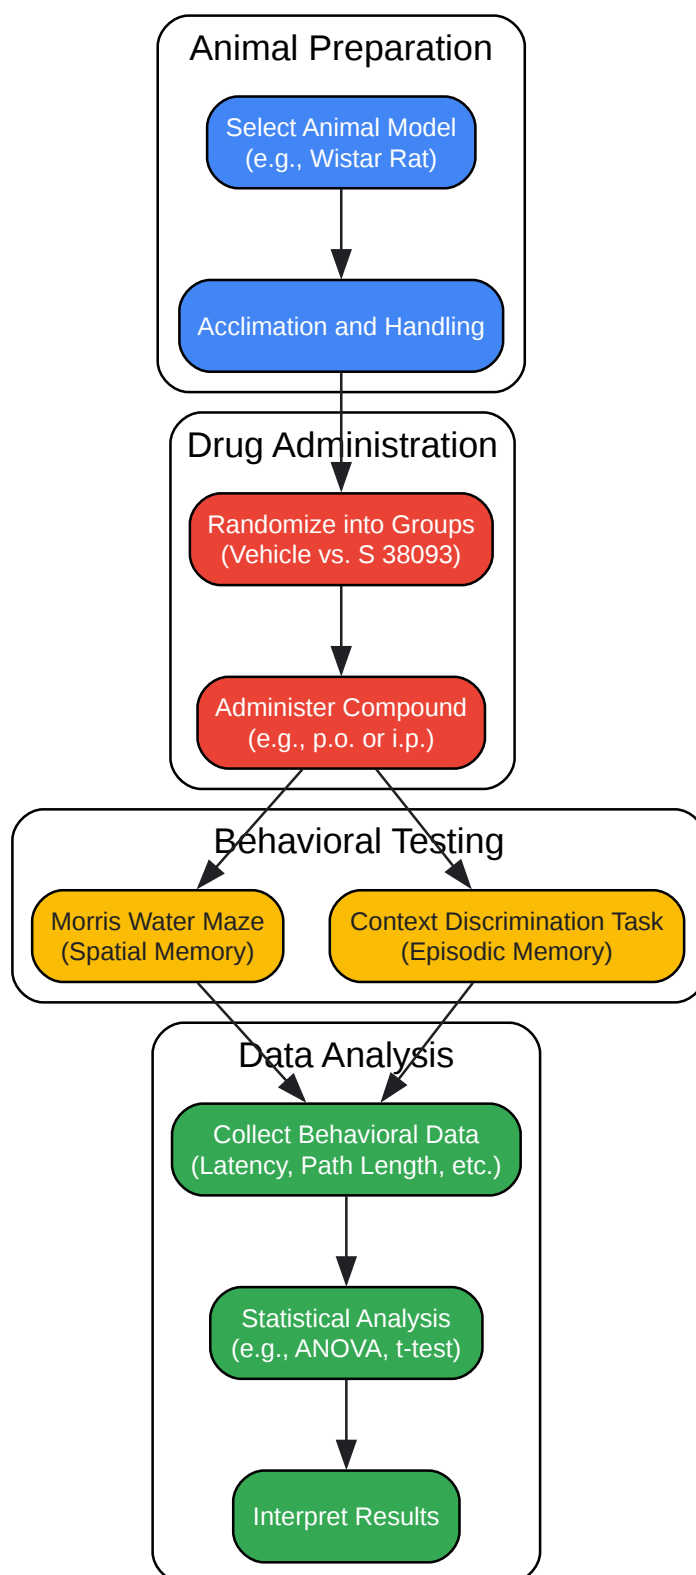 Animal Preparation
Select Animal Model
(e.g., Wistar Rat)
Acclimation and Handling
Drug Administration
Randomize into Groups
(Vehicle vs. S 38093)
Administer Compound
(e.g., p.o. or i.p.)
Behavioral Testing
Morris Water Maze
(Spatial Memory)
Context Discrimination Task
(Episodic Memory)
Data Analysis
Collect Behavioral Data
(Latency, Path Length, etc.)
Statistical Analysis
(e.g., ANOVA, t-test)
Interpret Results